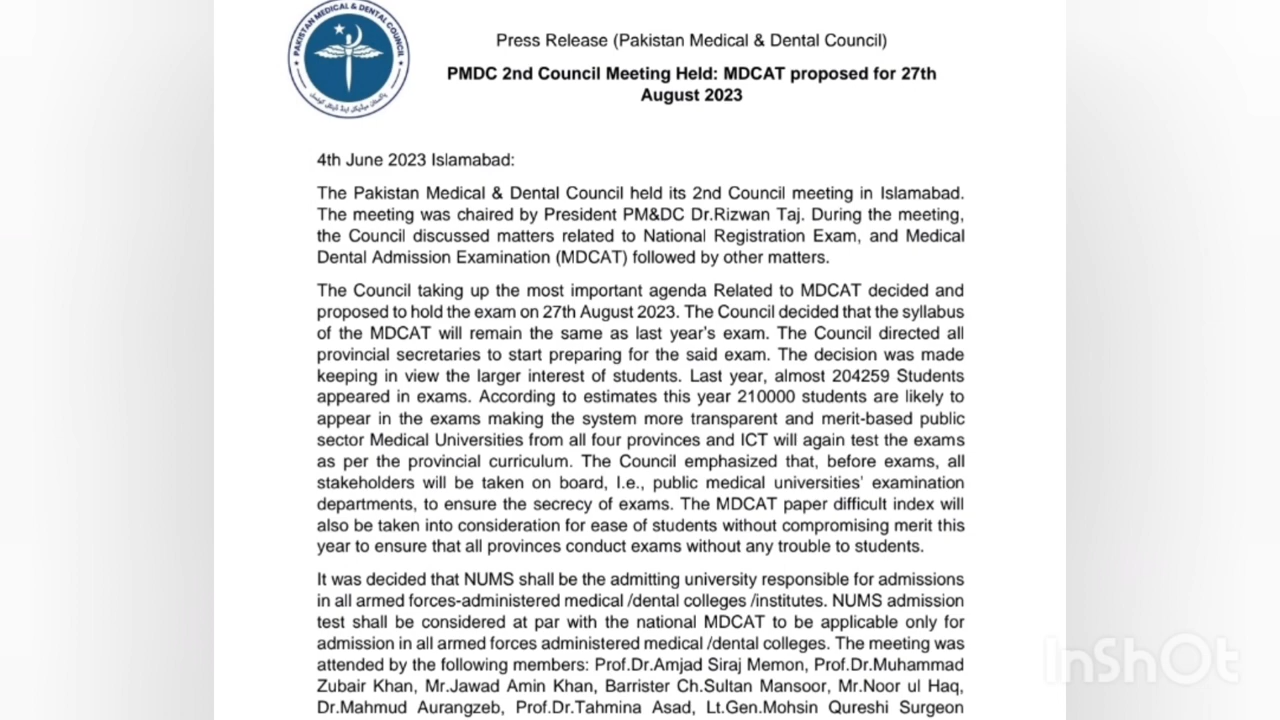 PAKISTAN MEDICAL & DENTAL COUNCIL
Press Release (Pakistan Medical & Dental Council)
PMDC 2nd Council Meeting Held: MDCAT proposed for 27th
August 2023
4th June 2023 Islamabad:
The Pakistan Medical & Dental Council held its 2nd Council meeting in Islamabad.
The meeting was chaired by President PM&DC Dr.Rizwan Taj. During the meeting,
the Council discussed matters related to National Registration Exam, and Medical
Dental Admission Examination (MDCAT) followed by other matters.
The Council taking up the most important agenda Related to MDCAT decided and
proposed to hold the exam on 27th August 2023. The Council decided that the syllabus
of the MDCAT will remain the same as last year's exam. The Council directed all
provincial secretaries to start preparing for the said exam. The decision was made
keeping in view the larger interest of students. Last year, almost 204259 Students
appeared in exams. According to estimates this year 210000 students are likely to
appear in the exams making the system more transparent and merit-based public
sector Medical Universities from all four provinces and ICT will again test the exams
as per the provincial curriculum. The Council emphasized that, before exams, all
stakeholders will be taken on board, I.e., public medical universities' examination
departments, to ensure the secrecy of exams. The MDCAT paper difficult index will
also be taken into consideration for ease of students without compromising merit this
year to ensure that all provinces conduct exams without any trouble to students.
It was decided that NUMS shall be the admitting university responsible for admissions
in all armed forces-administered medical /dental colleges /institutes. NUMS admission
test shall be considered at par with the national MDCAT to be applicable only for
admission in all armed forces administered medical /dental colleges. The meeting was
attended by the following members: Prof.Dr.Amjad Siraj Memon, Prof.Dr.Muhammad
Zubair Khan, Mr.Jawad Amin Khan, Barrister Ch.Sultan Mansoor, Mr.Noor ul Haq,
Dr.Mahmud Aurangzeb, Prof.Dr.Tahmina Asad, Lt.Gen.Mohsin Qureshi Surgeon
InShOt